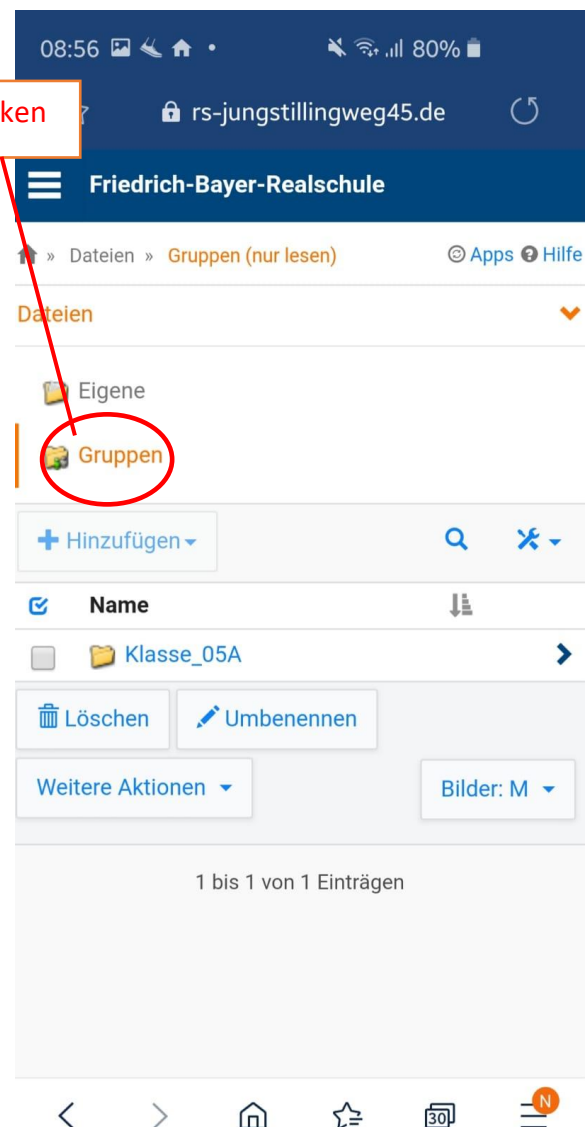 08:56 80%
rs-jungstillingweg45.de
ken
Friedrich-Bayer-Realschule
» Dateien » Gruppen (nur lesen) Apps Hilfe
Dateien
Eigene
Gruppen
Hinzufügen
Name
Klasse_05A
Löschen Umbenennen
Weitere Aktionen Bilder: M
1 bis 1 von 1 Einträgen
30 N